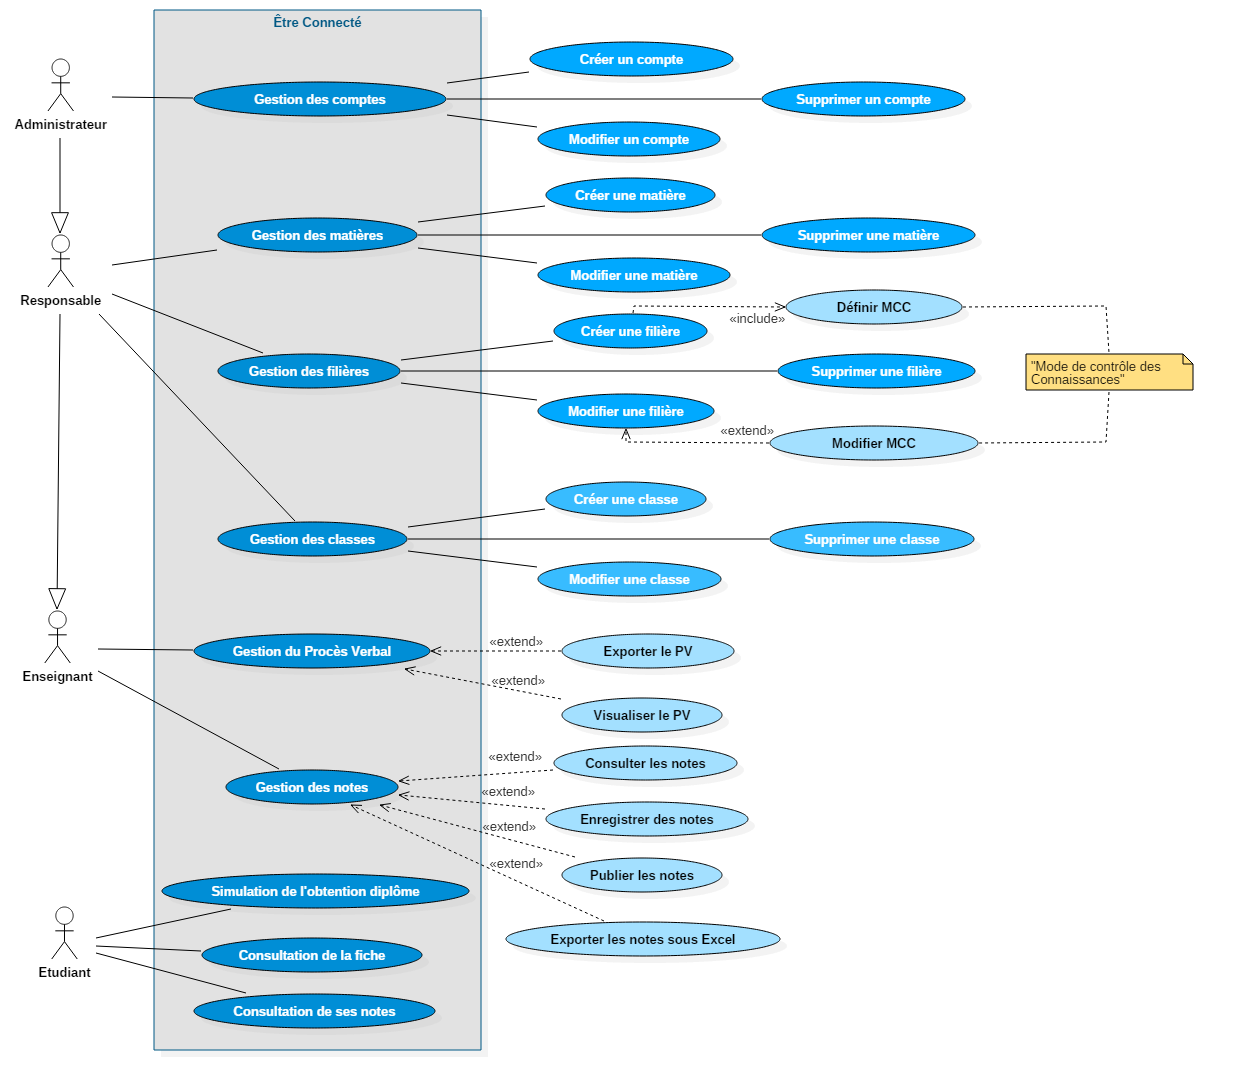 Être Connecté
Créer un compte
Gestion des comptes
Supprimer un compte
Administrateur
Modifier un compte
Créer une matière
Gestion des matières
Supprimer une matière
Modifier une matière
Responsable
Définir MCC
«include»
Créer une filière
"Mode de contrôle des
Connaissances"
Gestion des filières
Supprimer une filière
Modifier une filière
«extend»
Modifier MCC
Créer une classe
Gestion des classes
Supprimer une classe
Modifier une classe
«extend»
Gestion du Procès Verbal
Exporter le PV
Enseignant
«extend»
Visualiser le PV
«extend»
Consulter les notes
Gestion des notes
«extend»
Enregistrer des notes
«extend»
«extend»
Publier les notes
Simulation de l'obtention diplôme
Exporter les notes sous Excel
Consultation de la fiche
Etudiant
Consultation de ses notes